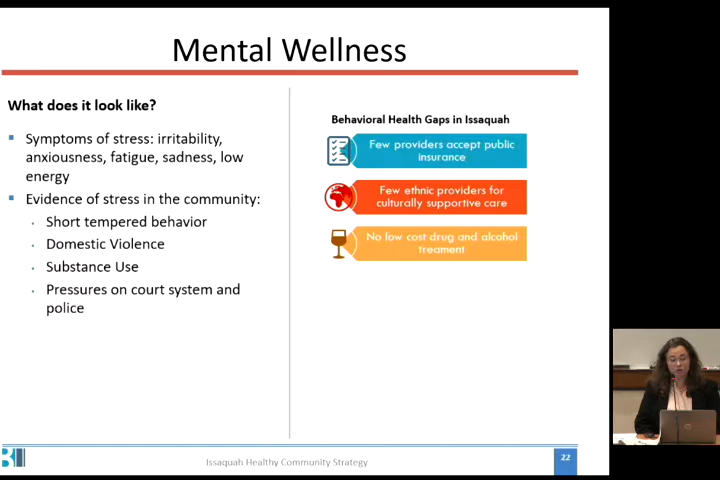 Mental Wellness
What does it look like?
Symptoms of stress: irritability,
anxiousness, fatigue, sadness, low
energy
Evidence of stress in the community:
Short tempered behavior
Domestic Violence
Substance Use
Pressures on court system and
police
Behavioral Health Gaps in Issaquah
Few providers accept public
insurance
Few ethnic providers for
culturally supportive care
No low cost drug and alcohol
treament
Issaquah Healthy Community Strategy
22